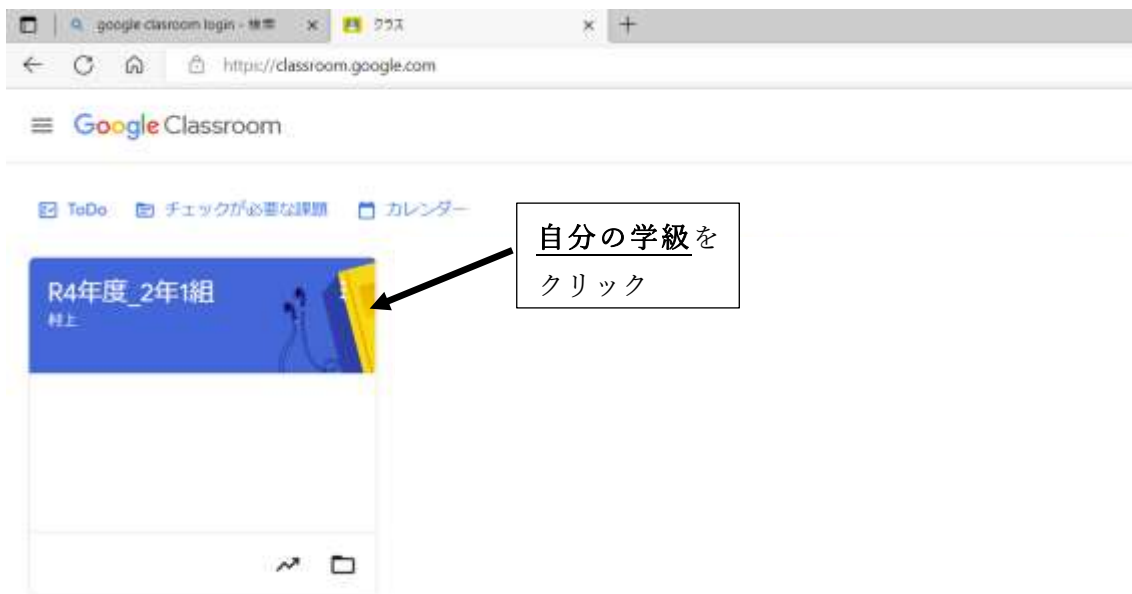 google clasroom login - 検索
クラス
https://classroom.google.com
Google Classroom
ToDo チェックが必要な課題 カレンダー
自分の学級を
クリック
R4年度_2年1組
村上